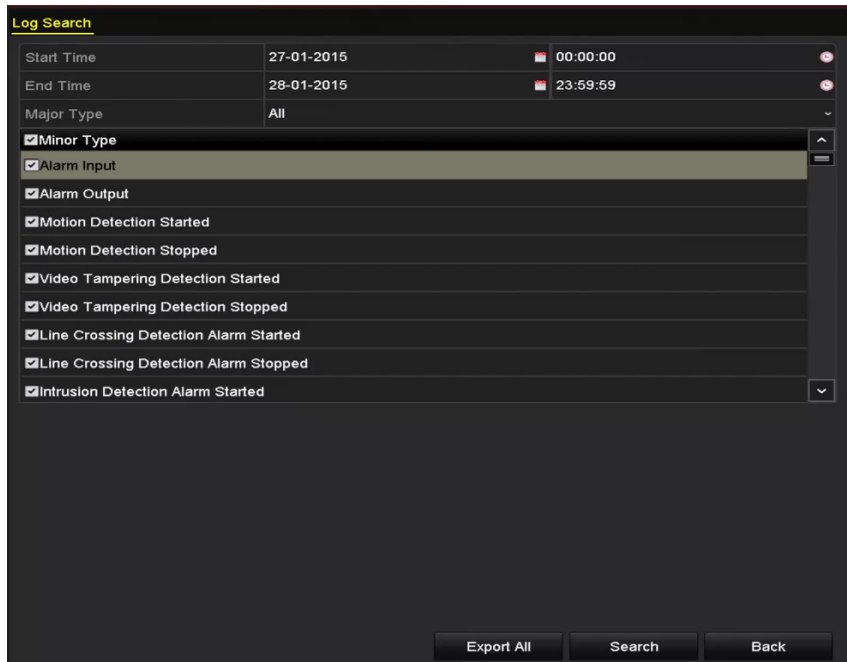 Log Search
Start Time 27-01-2015 00:00:00
End Time 28-01-2015 23:59:59
Major Type All
Minor Type
Alarm Input
Alarm Output
Motion Detection Started
Motion Detection Stopped
Video Tampering Detection Started
Video Tampering Detection Stopped
Line Crossing Detection Alarm Started
Line Crossing Detection Alarm Stopped
Intrusion Detection Alarm Started
Export All Search Back